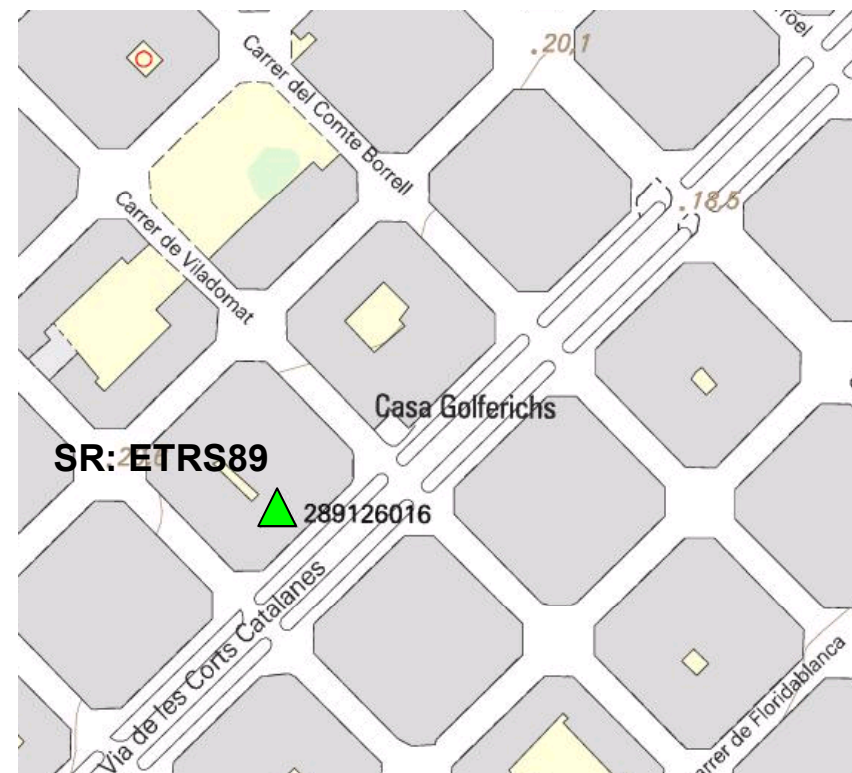 roel
.20,1
Carrer del Comte Borrell
.18,5
Carrer de Viladomat
Casa Golferichs
SR: ETRS89
289126016
Via de les Corts Catalanes
arrer de Floridablanca